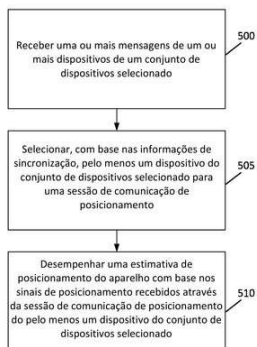 Receber uma ou mais mensagens de um ou
mais dispositivos de um conjunto de
dispositivos selecionado
500
Selecionar, com base nas informações de
sincronização, pelo menos um dispositivo do
conjunto de dispositivos selecionado para
uma sessão de comunicação de
posicionamento
505
Desempenhar uma estimativa de
posicionamento do aparelho com base nos
sinais de posicionamento recebidos através
da sessão de comunicação de posicionamento
do pelo menos um dispositivo do conjunto de
dispositivos selecionado
510